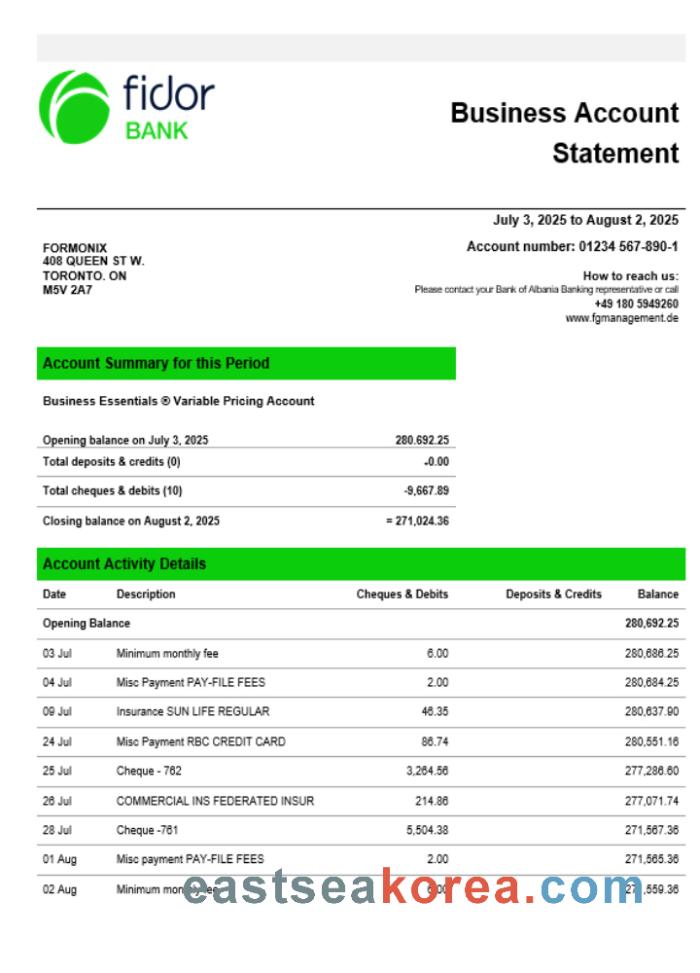 fidor
BANK
Business Account
Statement
July 3, 2025 to August 2, 2025
Account number: 01234 567-890-1
FORMONIX
408 QUEEN ST W.
TORONTO. ON
M5V 2A7
How to reach us:
Please contact your Bank of Albania Banking representative or call
+49 180 5949260
www.fgmanagement.de
Account Summary for this Period
Business Essentials ® Variable Pricing Account
Opening balance on July 3, 2025 280.692.25
Total deposits & credits (0) -0.00
Total cheques & debits (10) -9,667.89
Closing balance on August 2, 2025 = 271,024.36
Account Activity Details
Date Description Cheques & Debits Deposits & Credits Balance
Opening Balance 280,692.25
03 Jul Minimum monthly fee 6.00 280,686.25
04 Jul Misc Payment PAY-FILE FEES 2.00 280,684.25
09 Jul Insurance SUN LIFE REGULAR 46.35 280,637.90
24 Jul Misc Payment RBC CREDIT CARD 86.74 280,551.16
25 Jul Cheque - 762 3,264.56 277,286.60
26 Jul COMMERCIAL INS FEDERATED INSUR 214.86 277,071.74
28 Jul Cheque -761 5,504.38 271,567.36
01 Aug Misc payment PAY-FILE FEES 2.00 271,565.36
02 Aug Minimum monthly fee 6.00 271,559.36
eastseakorea.com